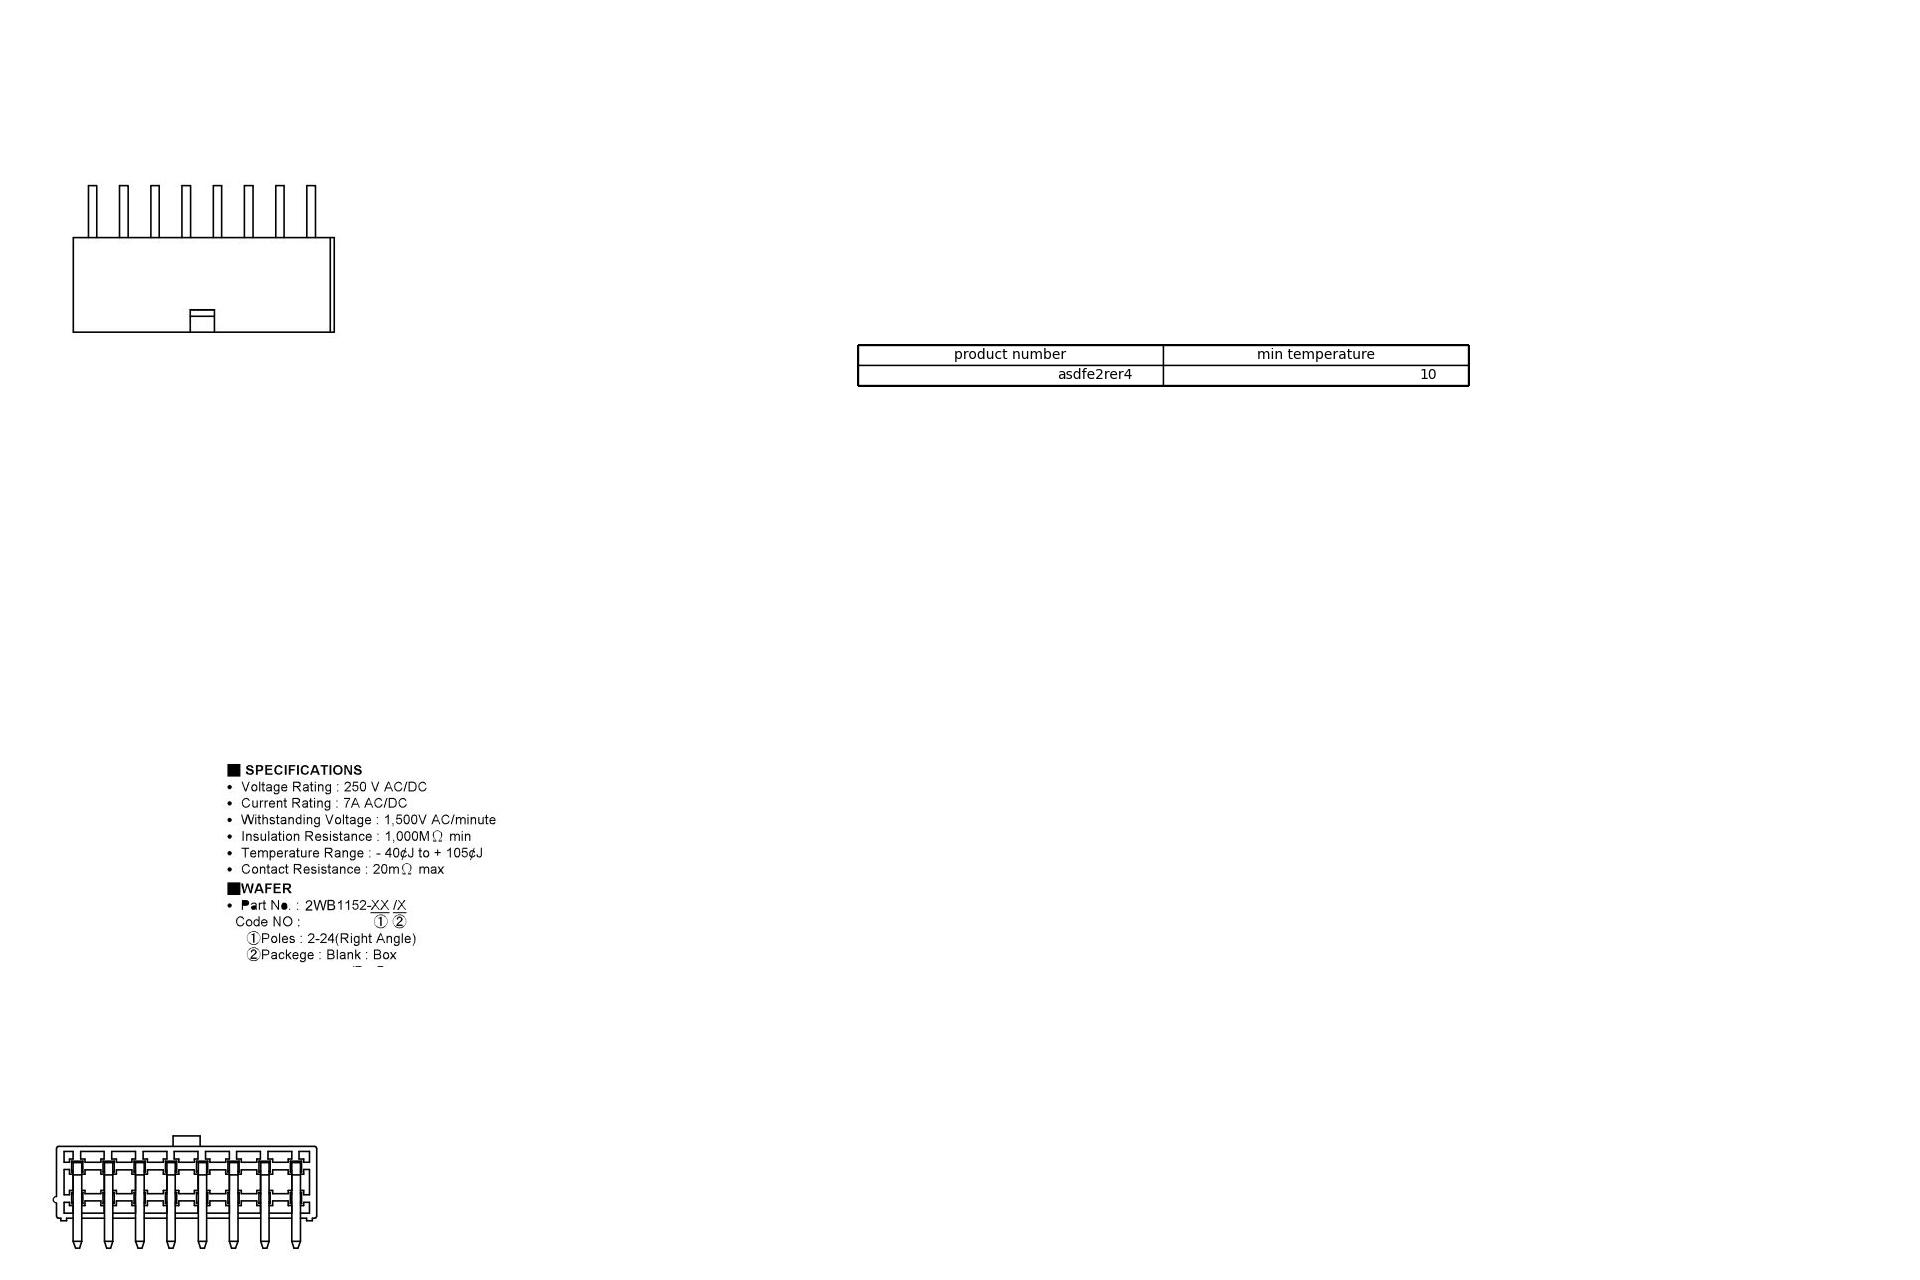 product number min temperature
asdfe2rer4 10
■ SPECIFICATIONS
• Voltage Rating : 250 V AC/DC
• Current Rating : 7A AC/DC
• Withstanding Voltage : 1,500V AC/minute
• Insulation Resistance : 1,000MΩ min
• Temperature Range : - 40¢J to + 105¢J
• Contact Resistance : 20mΩ max
■WAFER
• Part No. : 2WB1152-XX /X
Code NO : ① ②
①Poles : 2-24(Right Angle)
②Packege : Blank : Box